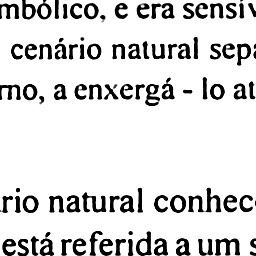 mbólico, e era sensív
cenário natural sepa
rno, a enxergá - lo at
rio natural conhec
está referida a um s